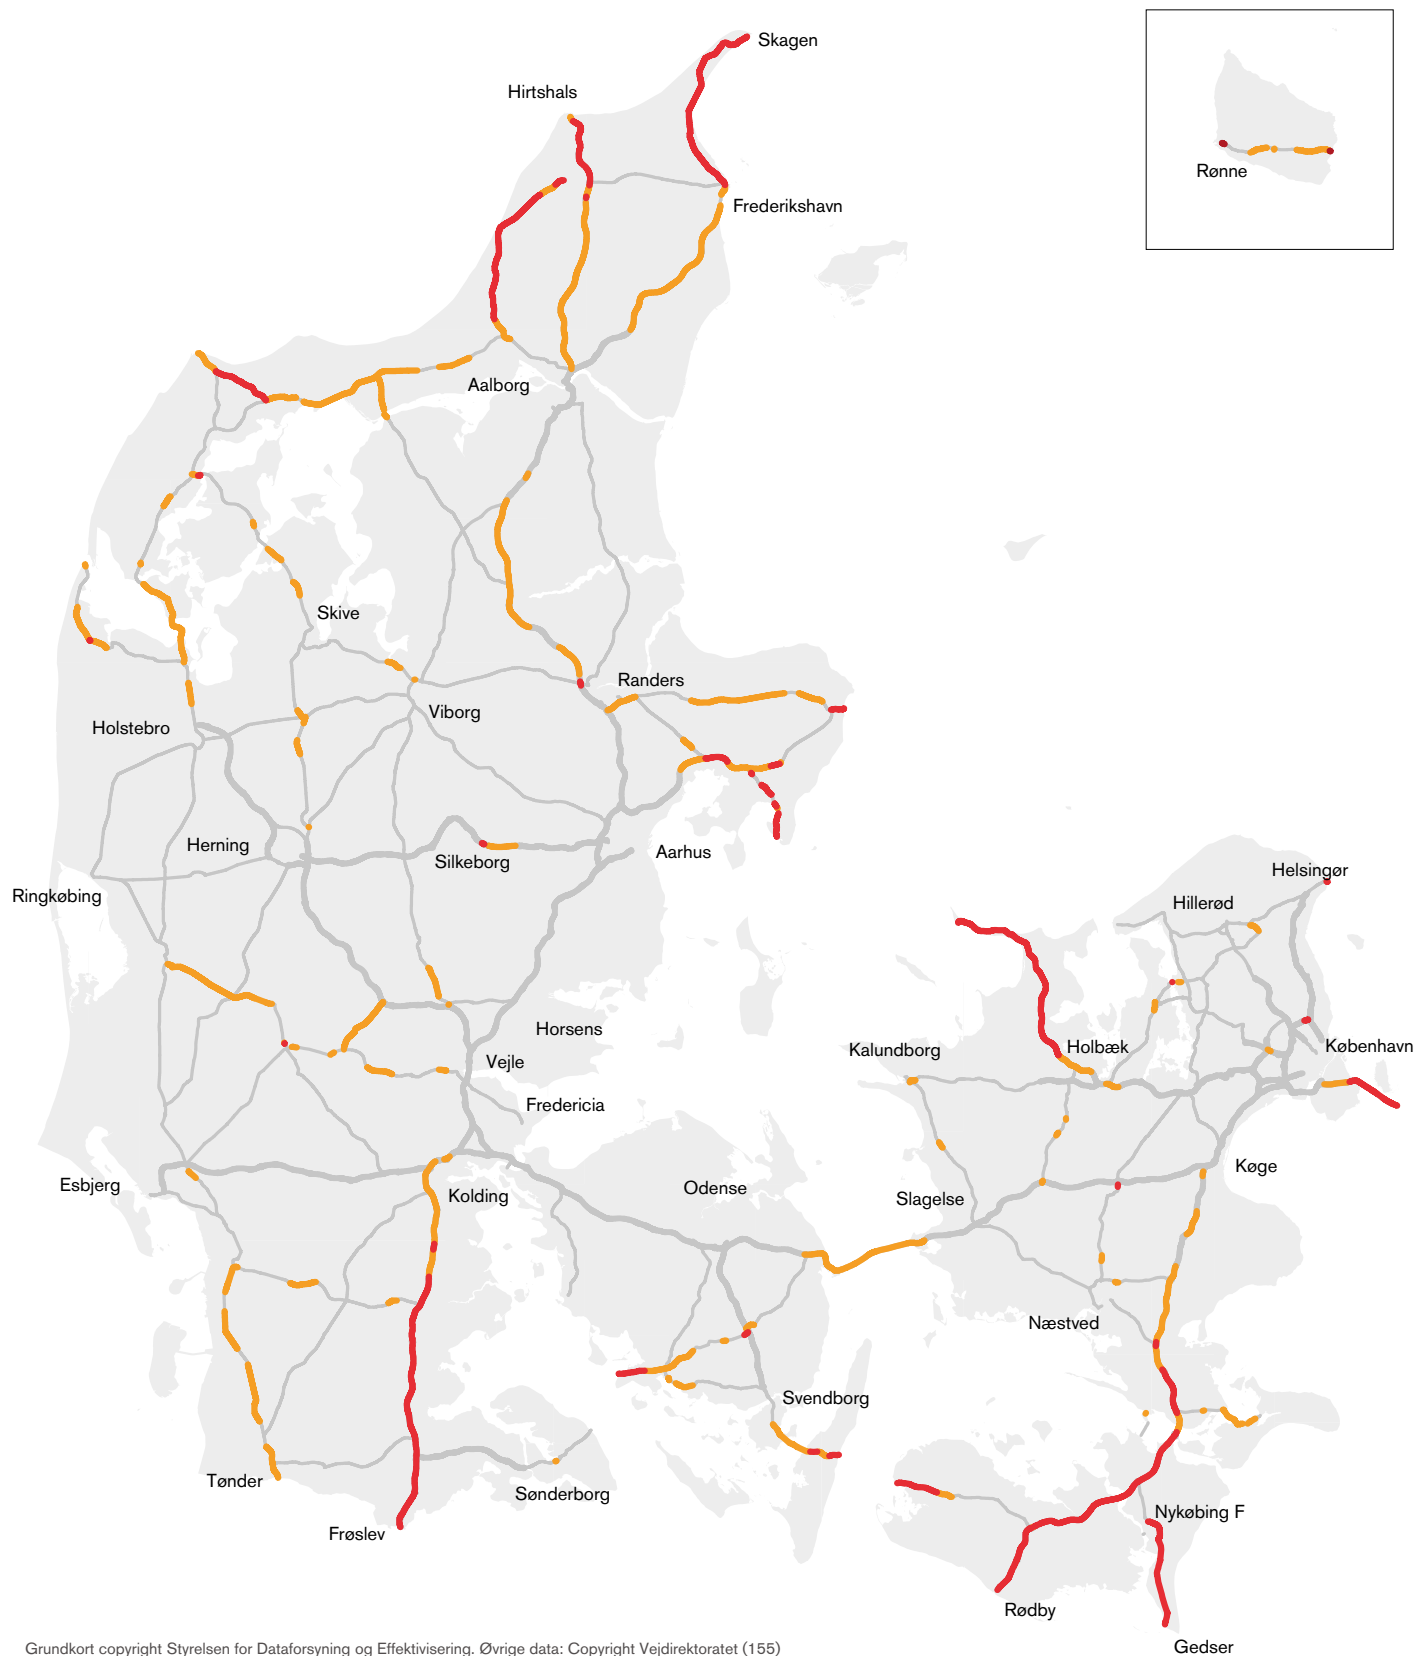 Skagen
Hirtshals
Rønne
Frederikshavn
Aalborg
Skive
Randers
Viborg
Holstebro
Herning
Silkeborg
Aarhus
Helsingør
Ringkøbing
Hillerød
Horsens
Kalundborg
Holbæk
København
Vejle
Fredericia
Esbjerg
Kolding
Odense
Slagelse
Køge
Næstved
Svendborg
Tønder
Sønderborg
Frøslev
Nykøbing F
Rødby
Gedser
Grundkort copyright Styrelsen for Dataforsyning og Effektivisering. Øvrige data: Copyright Vejdirektoratet (155)